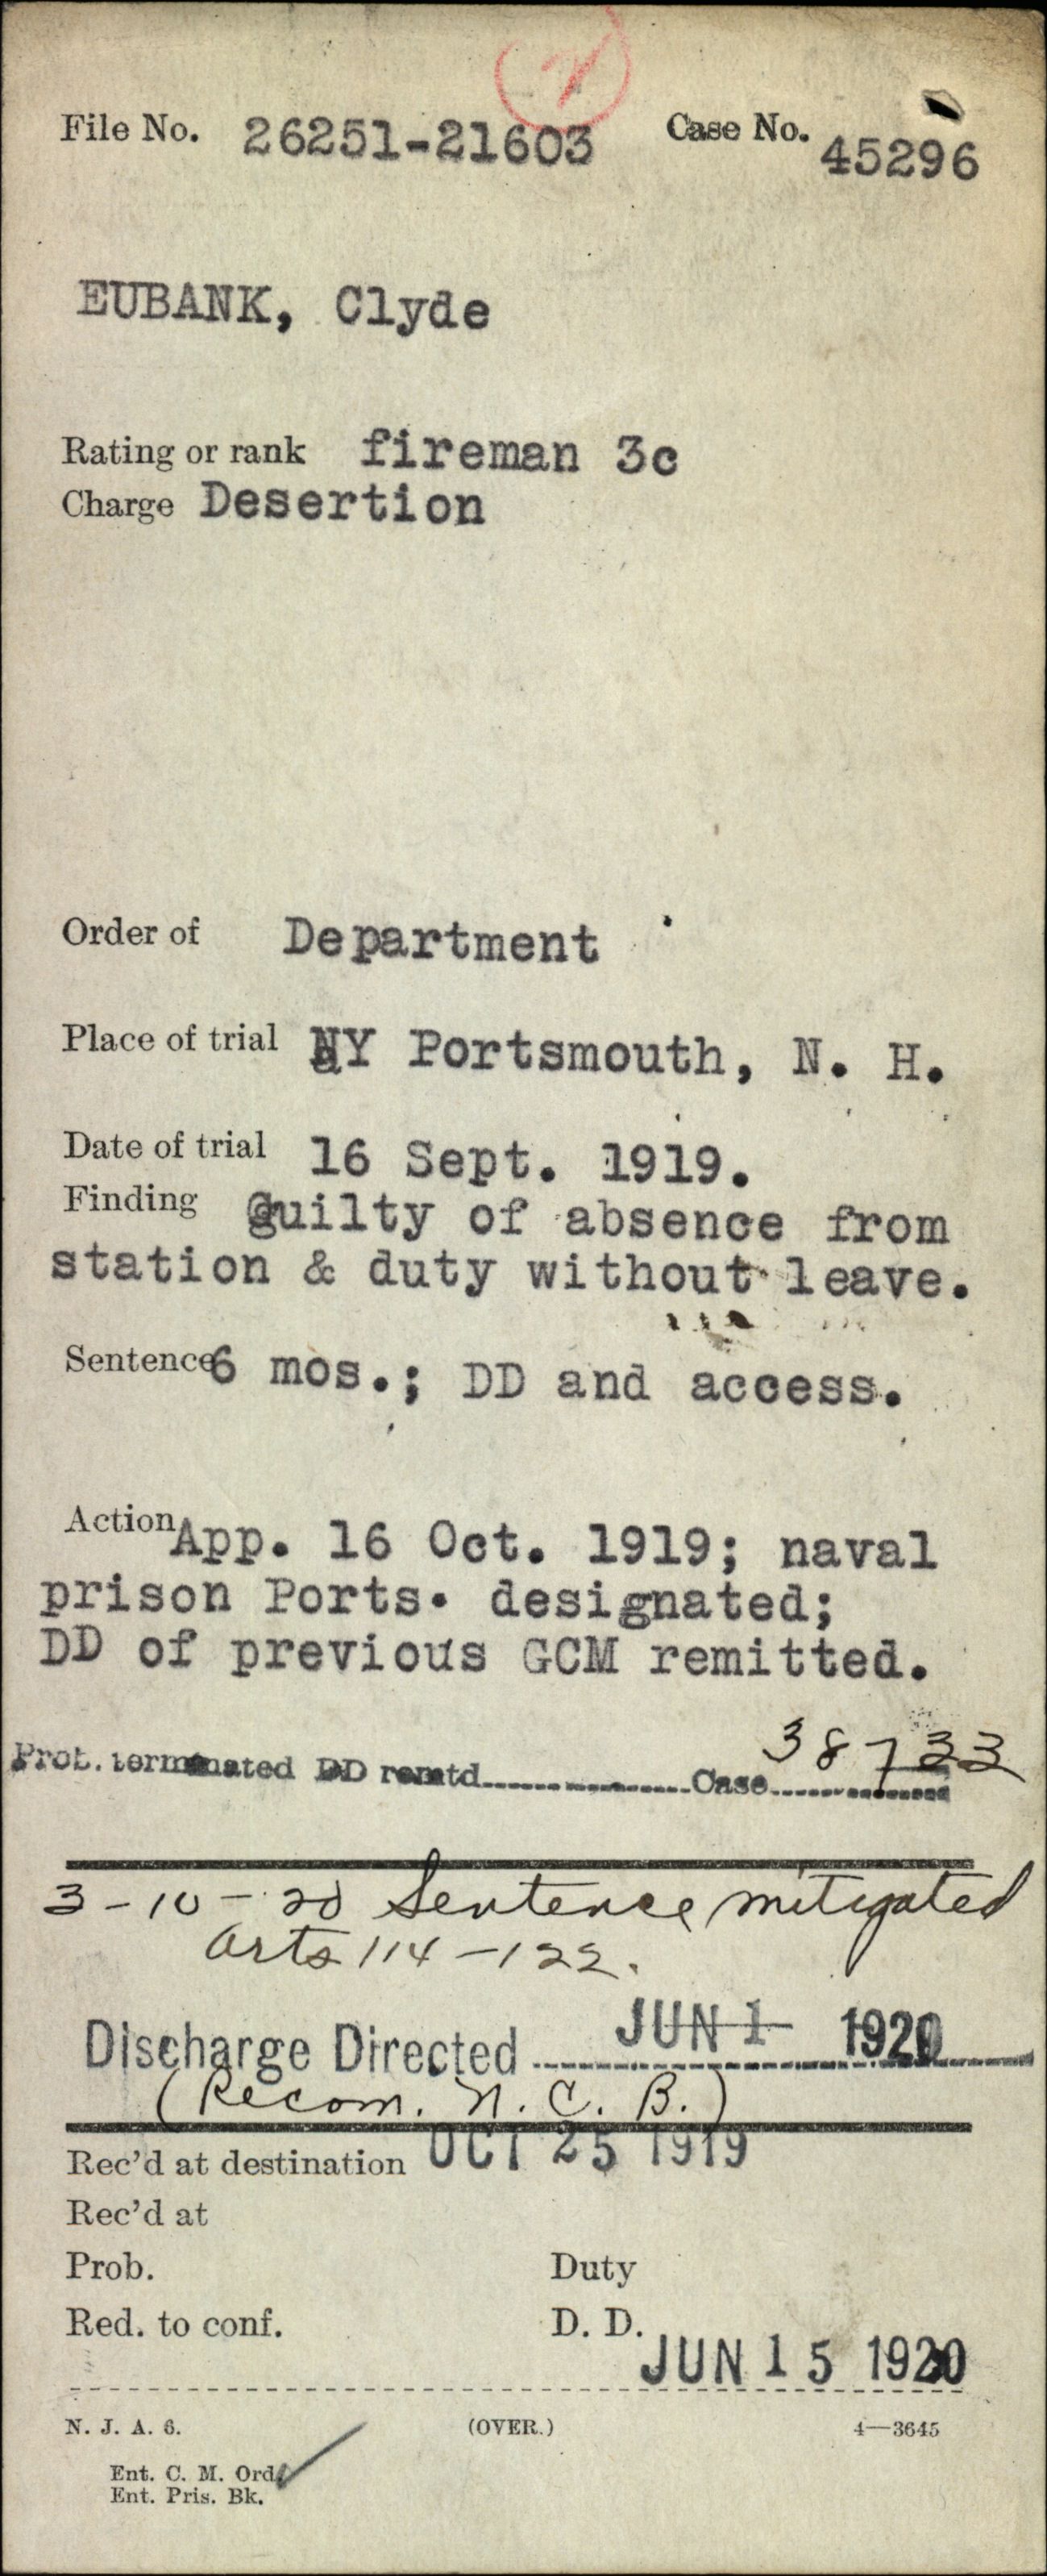 2
File No. 26251-21603 Case No. 45296
EUBANK, Clyde
Rating or rank fireman 3c
Charge Desertion
Order of Department
Place of trial NY Portsmouth, N. H.
Date of trial 16 Sept. 1919.
Finding Guilty of absence from
station & duty without leave.
Sentence 6 mos.; DD and access.
Action App. 16 Oct. 1919; naval
prison Ports. designated;
DD of previous GCM remitted.
Prob. terminated DD remtd. Case 38733
3-10-20 Sentence mitigated
arts 114-122.
Discharge Directed JUN 1 1920
(Recom. N. C. B.)
Rec'd at destination OCT 25 1919
Rec'd at
Prob. Duty
Red. to conf. D. D. JUN 15 1920
N. J. A. 6. (OVER.) 4—3645
Ent. C. M. Ord.
Ent. Pris. Bk.